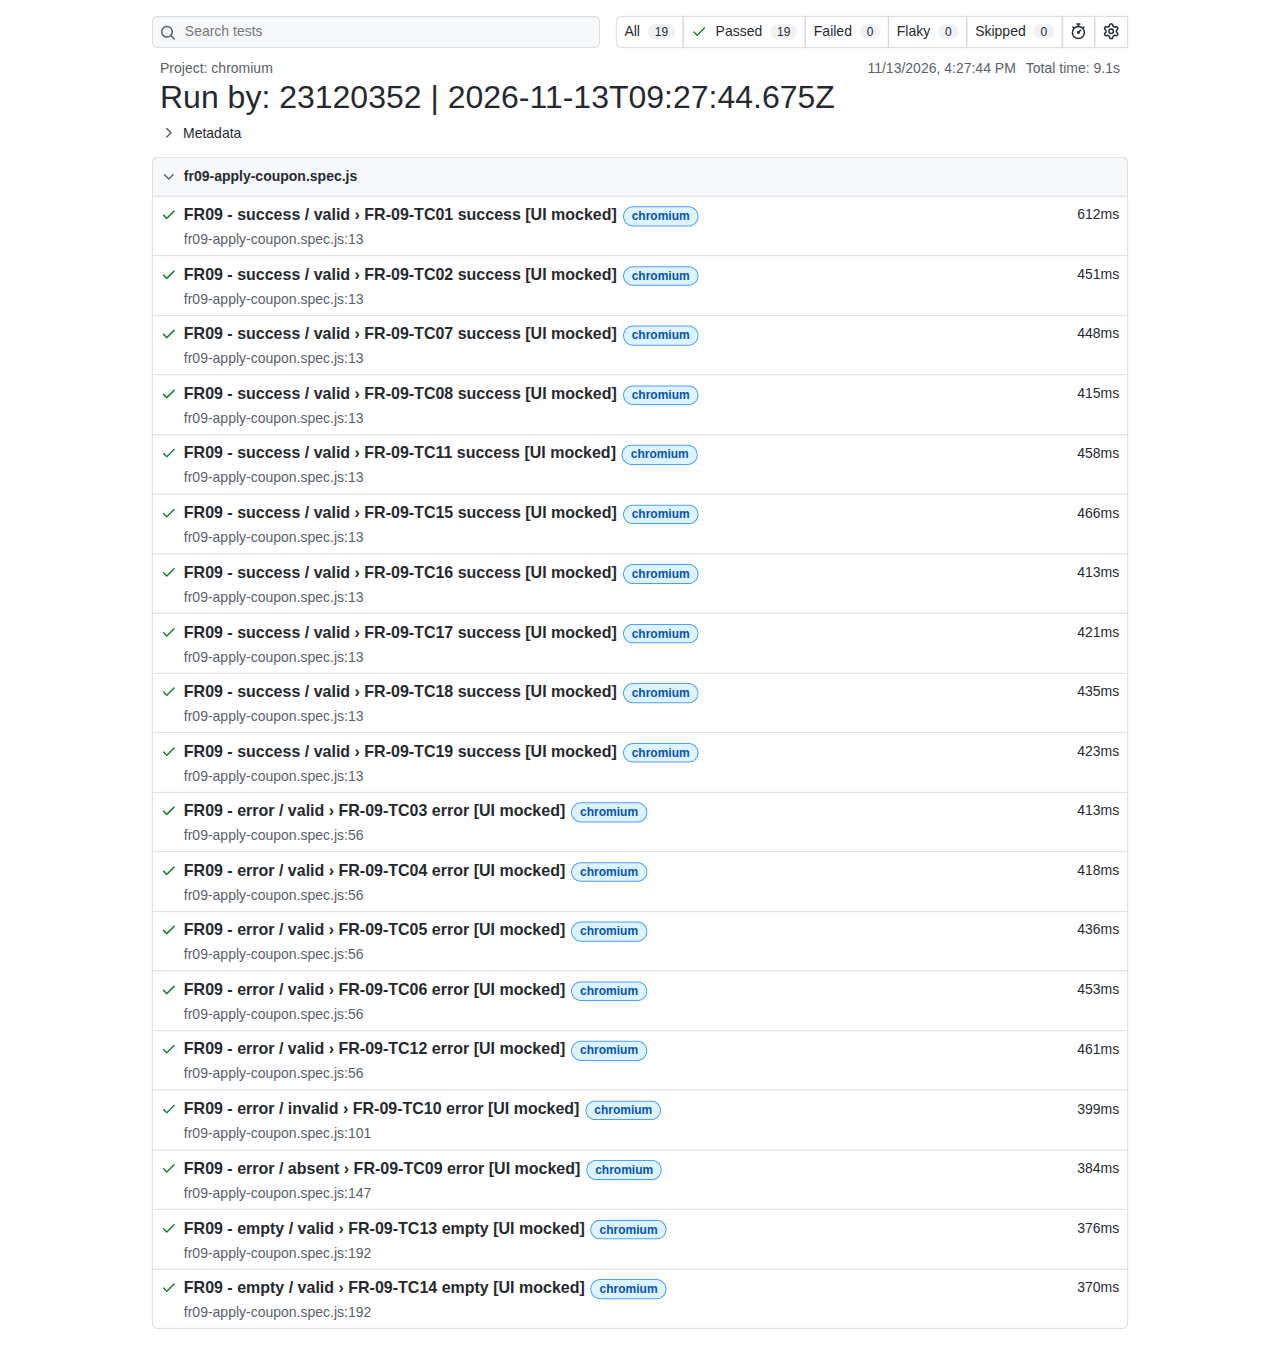 Search tests
All 19 Passed 19 Failed 0 Flaky 0 Skipped 0
Project: chromium 11/13/2026, 4:27:44 PM Total time: 9.1s
Run by: 23120352 | 2026-11-13T09:27:44.675Z
Metadata
fr09-apply-coupon.spec.js
FR09 - success / valid › FR-09-TC01 success [UI mocked] chromium 612ms
fr09-apply-coupon.spec.js:13
FR09 - success / valid › FR-09-TC02 success [UI mocked] chromium 451ms
fr09-apply-coupon.spec.js:13
FR09 - success / valid › FR-09-TC07 success [UI mocked] chromium 448ms
fr09-apply-coupon.spec.js:13
FR09 - success / valid › FR-09-TC08 success [UI mocked] chromium 415ms
fr09-apply-coupon.spec.js:13
FR09 - success / valid › FR-09-TC11 success [UI mocked] chromium 458ms
fr09-apply-coupon.spec.js:13
FR09 - success / valid › FR-09-TC15 success [UI mocked] chromium 466ms
fr09-apply-coupon.spec.js:13
FR09 - success / valid › FR-09-TC16 success [UI mocked] chromium 413ms
fr09-apply-coupon.spec.js:13
FR09 - success / valid › FR-09-TC17 success [UI mocked] chromium 421ms
fr09-apply-coupon.spec.js:13
FR09 - success / valid › FR-09-TC18 success [UI mocked] chromium 435ms
fr09-apply-coupon.spec.js:13
FR09 - success / valid › FR-09-TC19 success [UI mocked] chromium 423ms
fr09-apply-coupon.spec.js:13
FR09 - error / valid › FR-09-TC03 error [UI mocked] chromium 413ms
fr09-apply-coupon.spec.js:56
FR09 - error / valid › FR-09-TC04 error [UI mocked] chromium 418ms
fr09-apply-coupon.spec.js:56
FR09 - error / valid › FR-09-TC05 error [UI mocked] chromium 436ms
fr09-apply-coupon.spec.js:56
FR09 - error / valid › FR-09-TC06 error [UI mocked] chromium 453ms
fr09-apply-coupon.spec.js:56
FR09 - error / valid › FR-09-TC12 error [UI mocked] chromium 461ms
fr09-apply-coupon.spec.js:56
FR09 - error / invalid › FR-09-TC10 error [UI mocked] chromium 399ms
fr09-apply-coupon.spec.js:101
FR09 - error / absent › FR-09-TC09 error [UI mocked] chromium 384ms
fr09-apply-coupon.spec.js:147
FR09 - empty / valid › FR-09-TC13 empty [UI mocked] chromium 376ms
fr09-apply-coupon.spec.js:192
FR09 - empty / valid › FR-09-TC14 empty [UI mocked] chromium 370ms
fr09-apply-coupon.spec.js:192